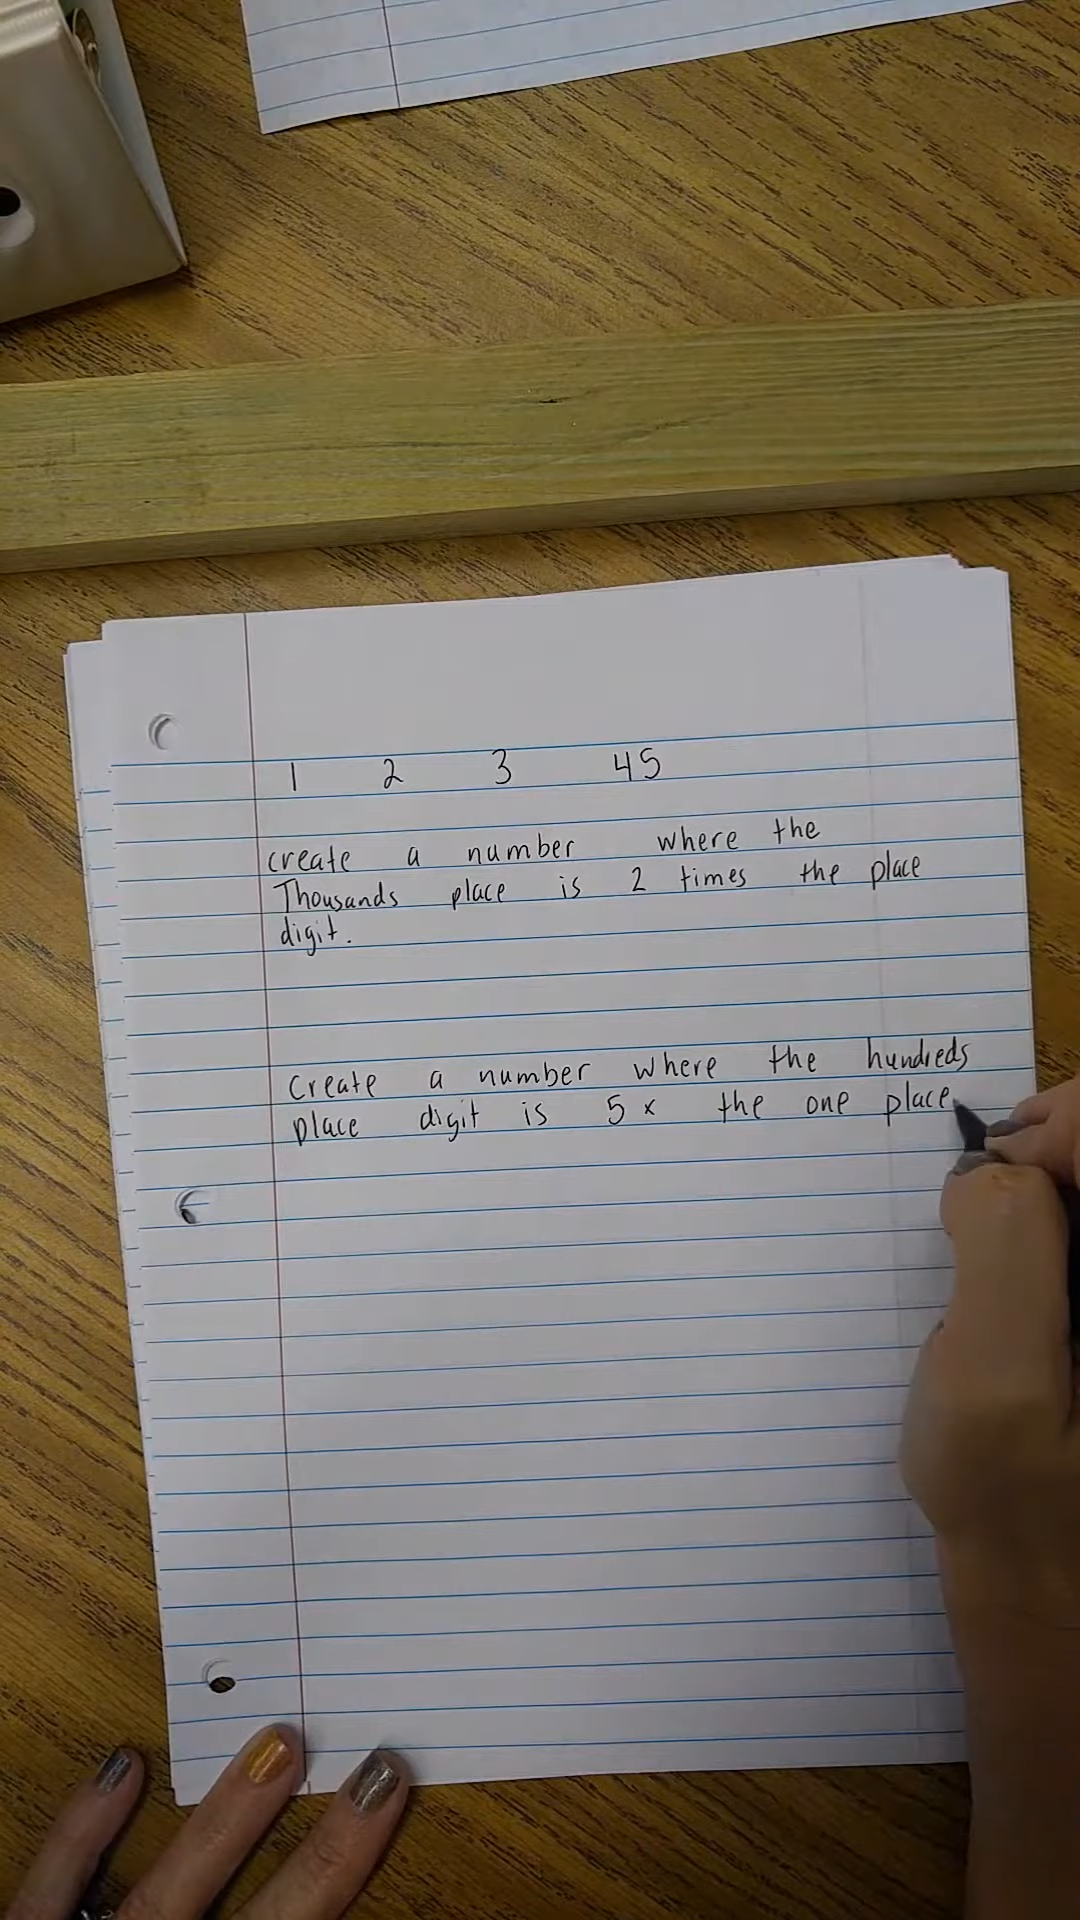 1 2 3 45
create a number where the
Thousands place is 2 times the place
digit.
Create a number where the hundreds
place digit is 5x the one place